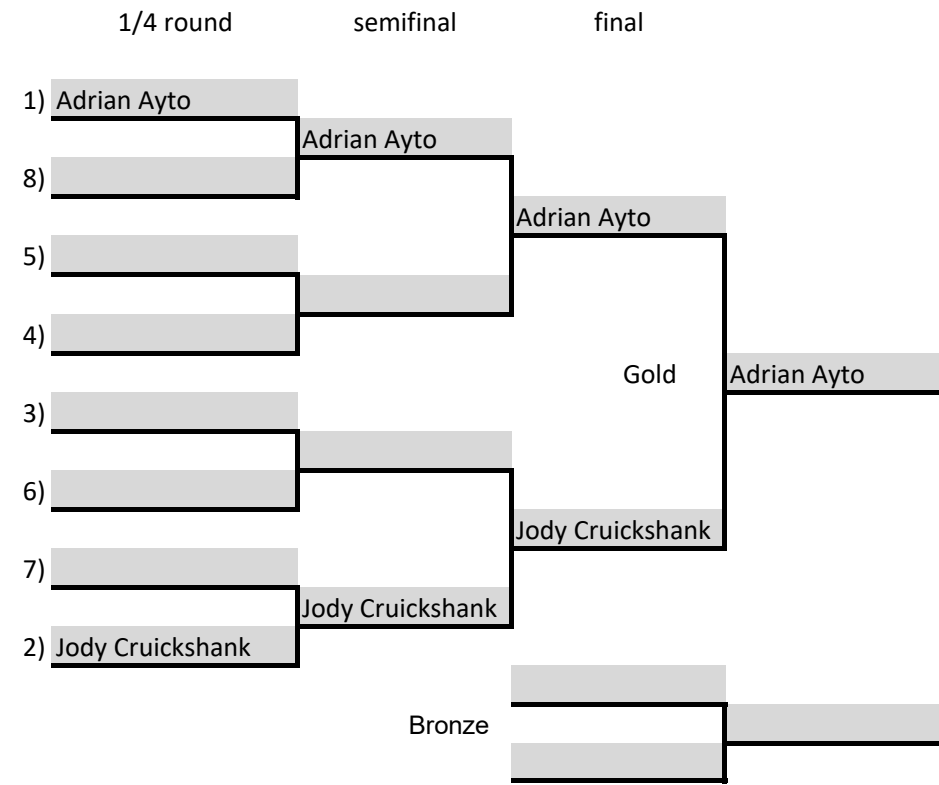 1/4 round semifinal final
1) Adrian Ayto
Adrian Ayto
8)
Adrian Ayto
5)
4)
Gold Adrian Ayto
3)
6)
Jody Cruickshank
7)
Jody Cruickshank
2) Jody Cruickshank
Bronze